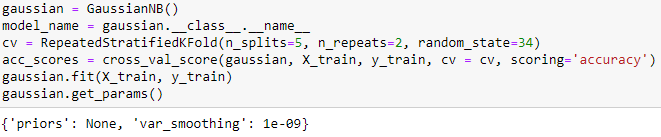 gaussian = GaussianNB()
model_name = gaussian.__class__.__name__
cv = RepeatedStratifiedKFold(n_splits=5, n_repeats=2, random_state=34)
acc_scores = cross_val_score(gaussian, X_train, y_train, cv = cv, scoring='accuracy')
gaussian.fit(X_train, y_train)
gaussian.get_params()
{'priors': None, 'var_smoothing': 1e-09}